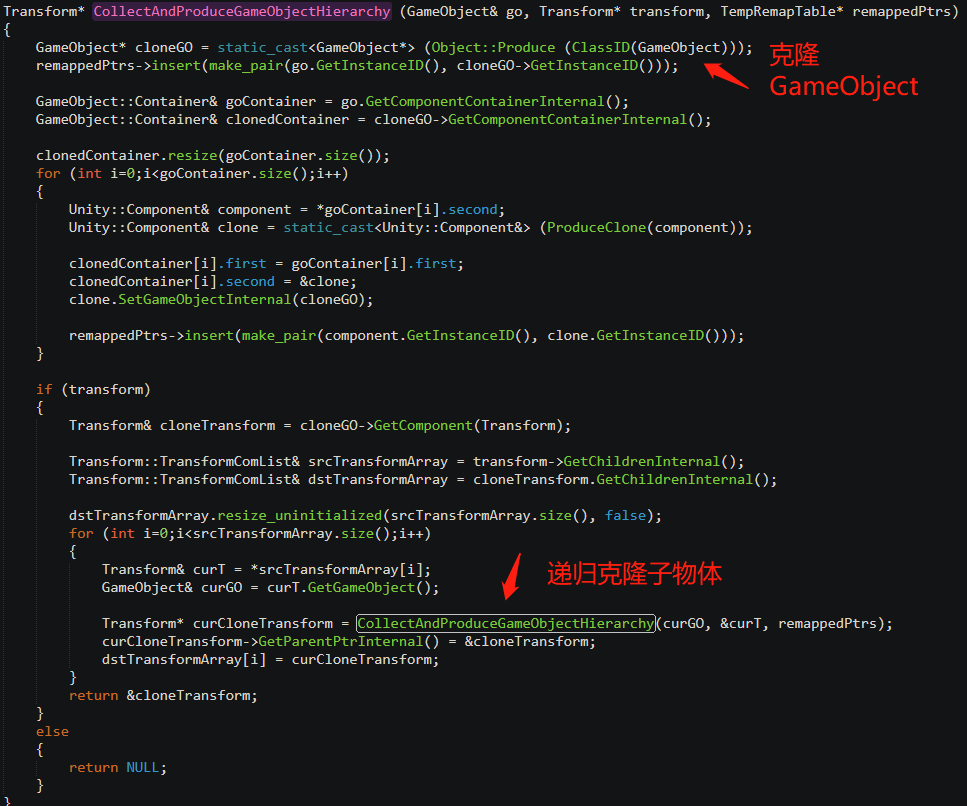 Transform* CollectAndProduceGameObjectHierarchy (GameObject& go, Transform* transform, TempRemapTable* remappedPtrs)
{
    GameObject* cloneGO = static_cast<GameObject*> (Object::Produce (ClassID(GameObject)));
    remappedPtrs->insert(make_pair(go.GetInstanceID(), cloneGO->GetInstanceID()));
克隆
GameObject
    GameObject::Container& goContainer = go.GetComponentContainerInternal();
    GameObject::Container& clonedContainer = cloneGO->GetComponentContainerInternal();
    clonedContainer.resize(goContainer.size());
    for (int i=0;i<goContainer.size();i++)
    {
        Unity::Component& component = *goContainer[i].second;
        Unity::Component& clone = static_cast<Unity::Component&> (ProduceClone(component));
        clonedContainer[i].first = goContainer[i].first;
        clonedContainer[i].second = &clone;
        clone.SetGameObjectInternal(cloneGO);
        remappedPtrs->insert(make_pair(component.GetInstanceID(), clone.GetInstanceID()));
    }
    if (transform)
    {
        Transform& cloneTransform = cloneGO->GetComponent(Transform);
        Transform::TransformComList& srcTransformArray = transform->GetChildrenInternal();
        Transform::TransformComList& dstTransformArray = cloneTransform.GetChildrenInternal();
        dstTransformArray.resize_uninitialized(srcTransformArray.size(), false);
        for (int i=0;i<srcTransformArray.size();i++)
        {
            Transform& curT = *srcTransformArray[i];
            GameObject& curGO = curT.GetGameObject();
递归克隆子物体
            Transform* curCloneTransform = CollectAndProduceGameObjectHierarchy(curGO, &curT, remappedPtrs);
            curCloneTransform->GetParentPtrInternal() = &cloneTransform;
            dstTransformArray[i] = curCloneTransform;
        }
        return &cloneTransform;
    }
    else
    {
        return NULL;
    }
}